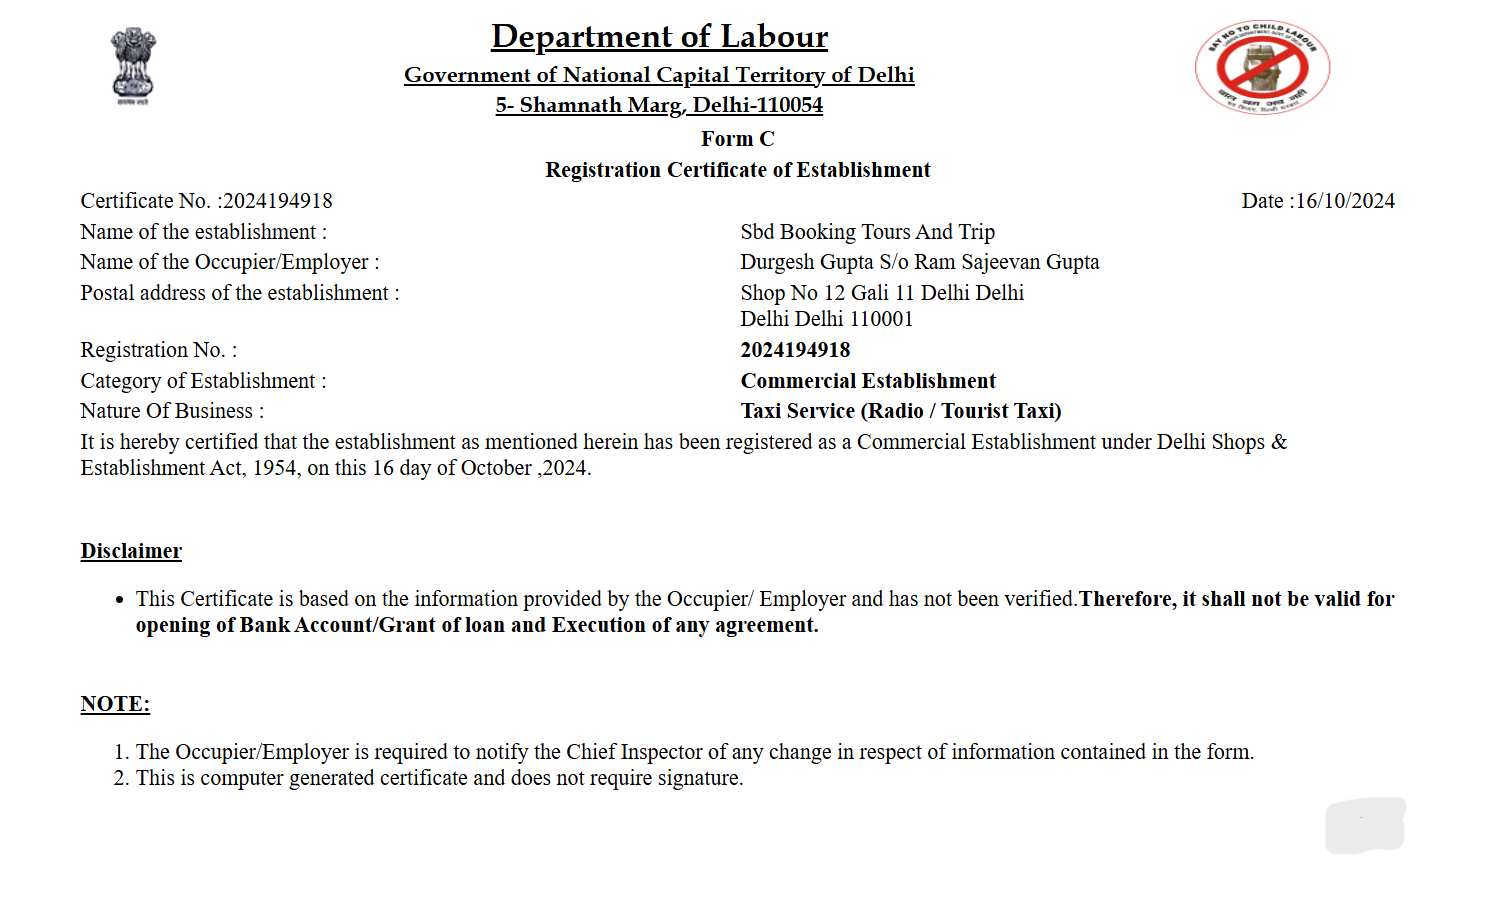 Department of Labour
Government of National Capital Territory of Delhi
5- Shamnath Marg, Delhi-110054
SAY NO TO CHILD LABOUR
Form C
Registration Certificate of Establishment
Certificate No. :2024194918 Date :16/10/2024
Name of the establishment : Sbd Booking Tours And Trip
Name of the Occupier/Employer : Durgesh Gupta S/o Ram Sajeevan Gupta
Postal address of the establishment : Shop No 12 Gali 11 Delhi Delhi
Delhi Delhi 110001
Registration No. : 2024194918
Category of Establishment : Commercial Establishment
Nature Of Business : Taxi Service (Radio / Tourist Taxi)
It is hereby certified that the establishment as mentioned herein has been registered as a Commercial Establishment under Delhi Shops &
Establishment Act, 1954, on this 16 day of October ,2024.
Disclaimer
• This Certificate is based on the information provided by the Occupier/ Employer and has not been verified.Therefore, it shall not be valid for
opening of Bank Account/Grant of loan and Execution of any agreement.
NOTE:
1. The Occupier/Employer is required to notify the Chief Inspector of any change in respect of information contained in the form.
2. This is computer generated certificate and does not require signature.